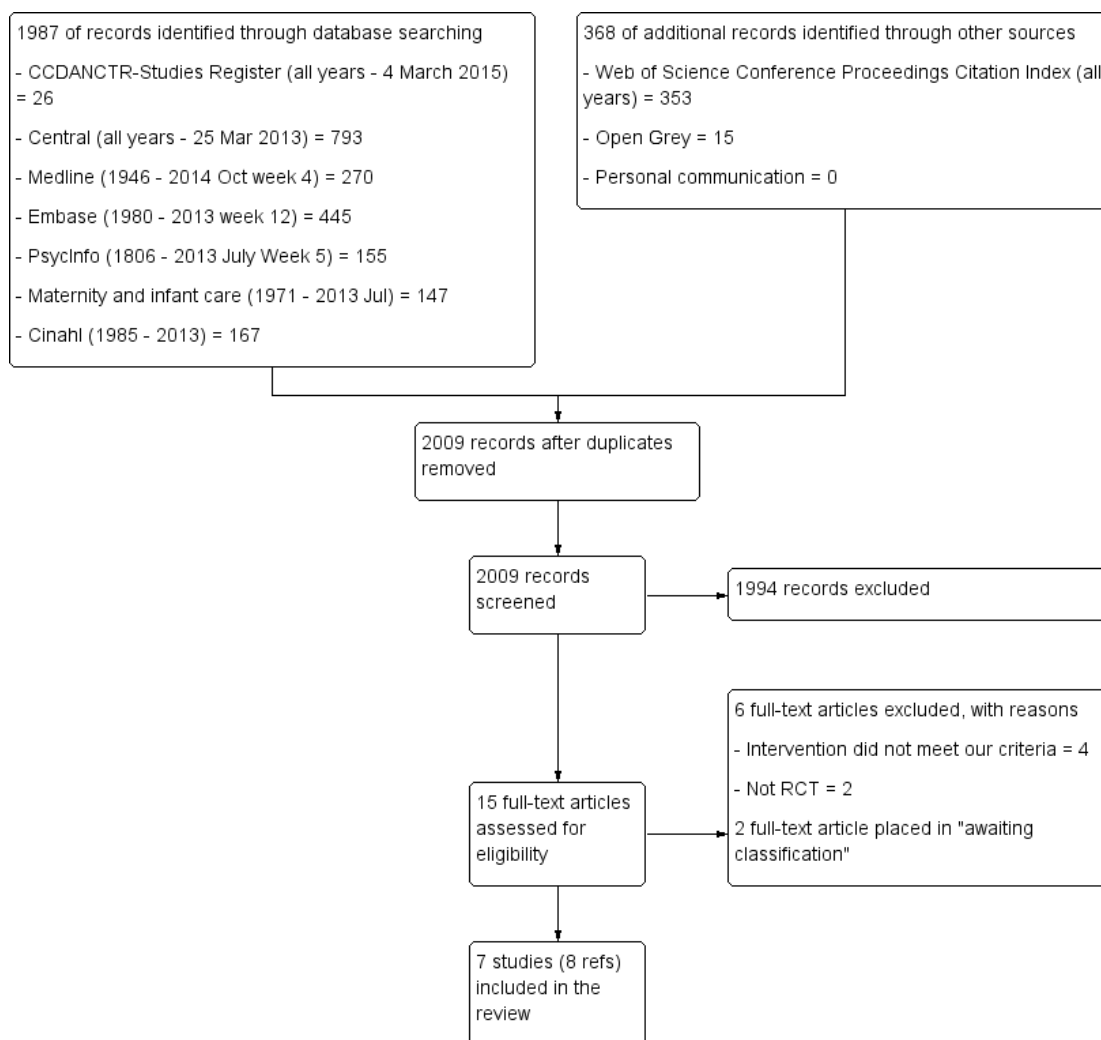 1987 of records identified through database searching
- CCDANCTR-Studies Register (all years - 4 March 2015)
= 26
- Central (all years - 25 Mar 2013) = 793
- Medline (1946 - 2014 Oct week 4) = 270
- Embase (1980 - 2013 week 12) = 445
- PsycInfo (1806 - 2013 July Week 5) = 155
- Maternity and infant care (1971 - 2013 Jul) = 147
- Cinahl (1985 - 2013) = 167
368 of additional records identified through other sources
- Web of Science Conference Proceedings Citation Index (all
years) = 353
- Open Grey = 15
- Personal communication = 0
2009 records after duplicates
removed
2009 records
screened
1994 records excluded
15 full-text articles
assessed for
eligibility
6 full-text articles excluded, with reasons
- Intervention did not meet our criteria = 4
- Not RCT = 2
2 full-text article placed in "awaiting
classification"
7 studies (8 refs)
included in the
review